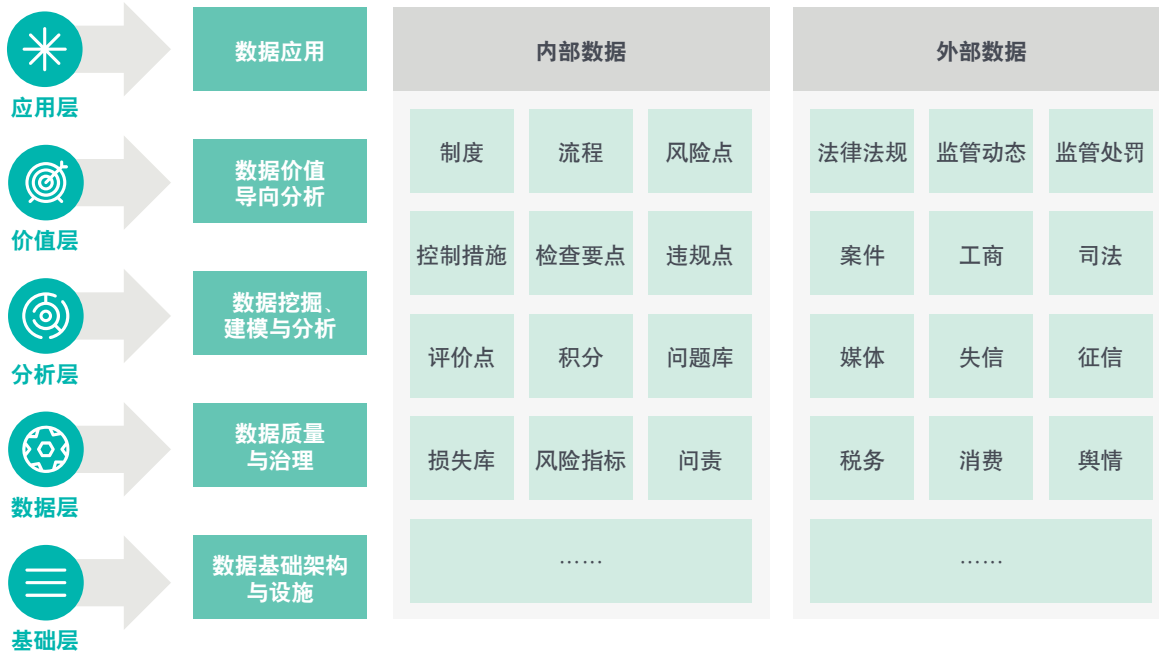 应用层
数据应用
价值层
数据价值
导向分析
分析层
数据挖掘、
建模与分析
数据层
数据质量
与治理
基础层
数据基础架构
与设施
内部数据
制度
流程
风险点
控制措施
检查要点
违规点
评价点
积分
问题库
损失库
风险指标
问责
……
外部数据
法律法规
监管动态
监管处罚
案件
工商
司法
媒体
失信
征信
税务
消费
舆情
……